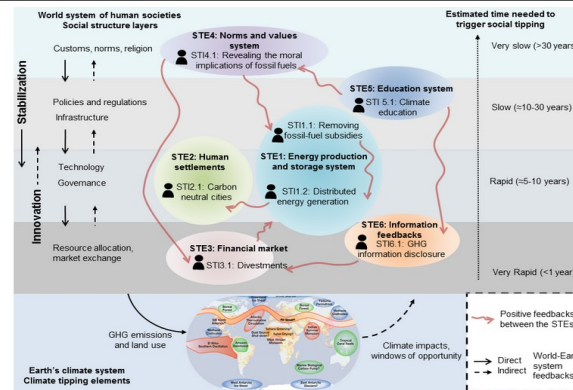 World system of human societies
Social structure layers
Estimated time needed to
trigger social tipping
Customs, norms, religion
Policies and regulations
Infrastructure
Technology
Governance
Resource allocation,
market exchange
Stabilization
Innovation
STE4: Norms and values
system
STI4.1: Revealing the moral
implications of fossil fuels
STE5: Education system
STI 5.1: Climate
education
STI1.1: Removing
fossil-fuel subsidies
STE1: Energy production
and storage system
STI1.2: Distributed
energy generation
STE2: Human
settlements
STI2.1: Carbon
neutral cities
STE6: Information
feedbacks
STI6.1: GHG
information disclosure
STE3: Financial market
STI3.1: Divestments
Very slow (>30 years)
Slow (≈10-30 years)
Rapid (≈5-10 years)
Very Rapid (<1 year
GHG emissions
and land use
Climate impacts,
windows of opportunity
Earth's climate system
Climate tipping elements
Positive feedbacks
between the STEs
Direct
Indirect
World-Ear
system
feedbacks